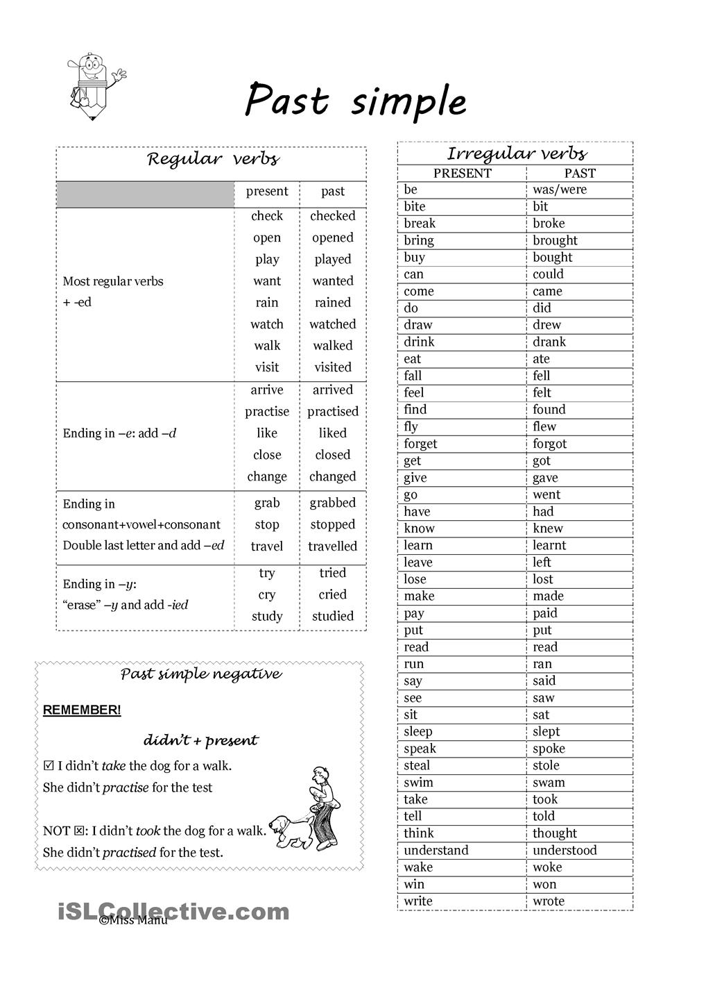 Past simple
Regular verbs
present past
Most regular verbs
+ -ed
check checked
open opened
play played
want wanted
rain rained
watch watched
walk walked
visit visited
Ending in –e: add –d
arrive arrived
practise practised
like liked
close closed
change changed
Ending in
consonant+vowel+consonant
Double last letter and add –ed
grab grabbed
stop stopped
travel travelled
Ending in –y:
“erase” –y and add -ied
try tried
cry cried
study studied
Past simple negative
REMEMBER!
didn’t + present
☑ I didn’t take the dog for a walk.
She didn’t practise for the test
NOT ☒: I didn’t took the dog for a walk.
She didn’t practised for the test.
iSLCollective.com
©Miss Manu
Irregular verbs
PRESENT PAST
be was/were
bite bit
break broke
bring brought
buy bought
can could
come came
do did
draw drew
drink drank
eat ate
fall fell
feel felt
find found
fly flew
forget forgot
get got
give gave
go went
have had
know knew
learn learnt
leave left
lose lost
make made
pay paid
put put
read read
run ran
say said
see saw
sit sat
sleep slept
speak spoke
steal stole
swim swam
take took
tell told
think thought
understand understood
wake woke
win won
write wrote